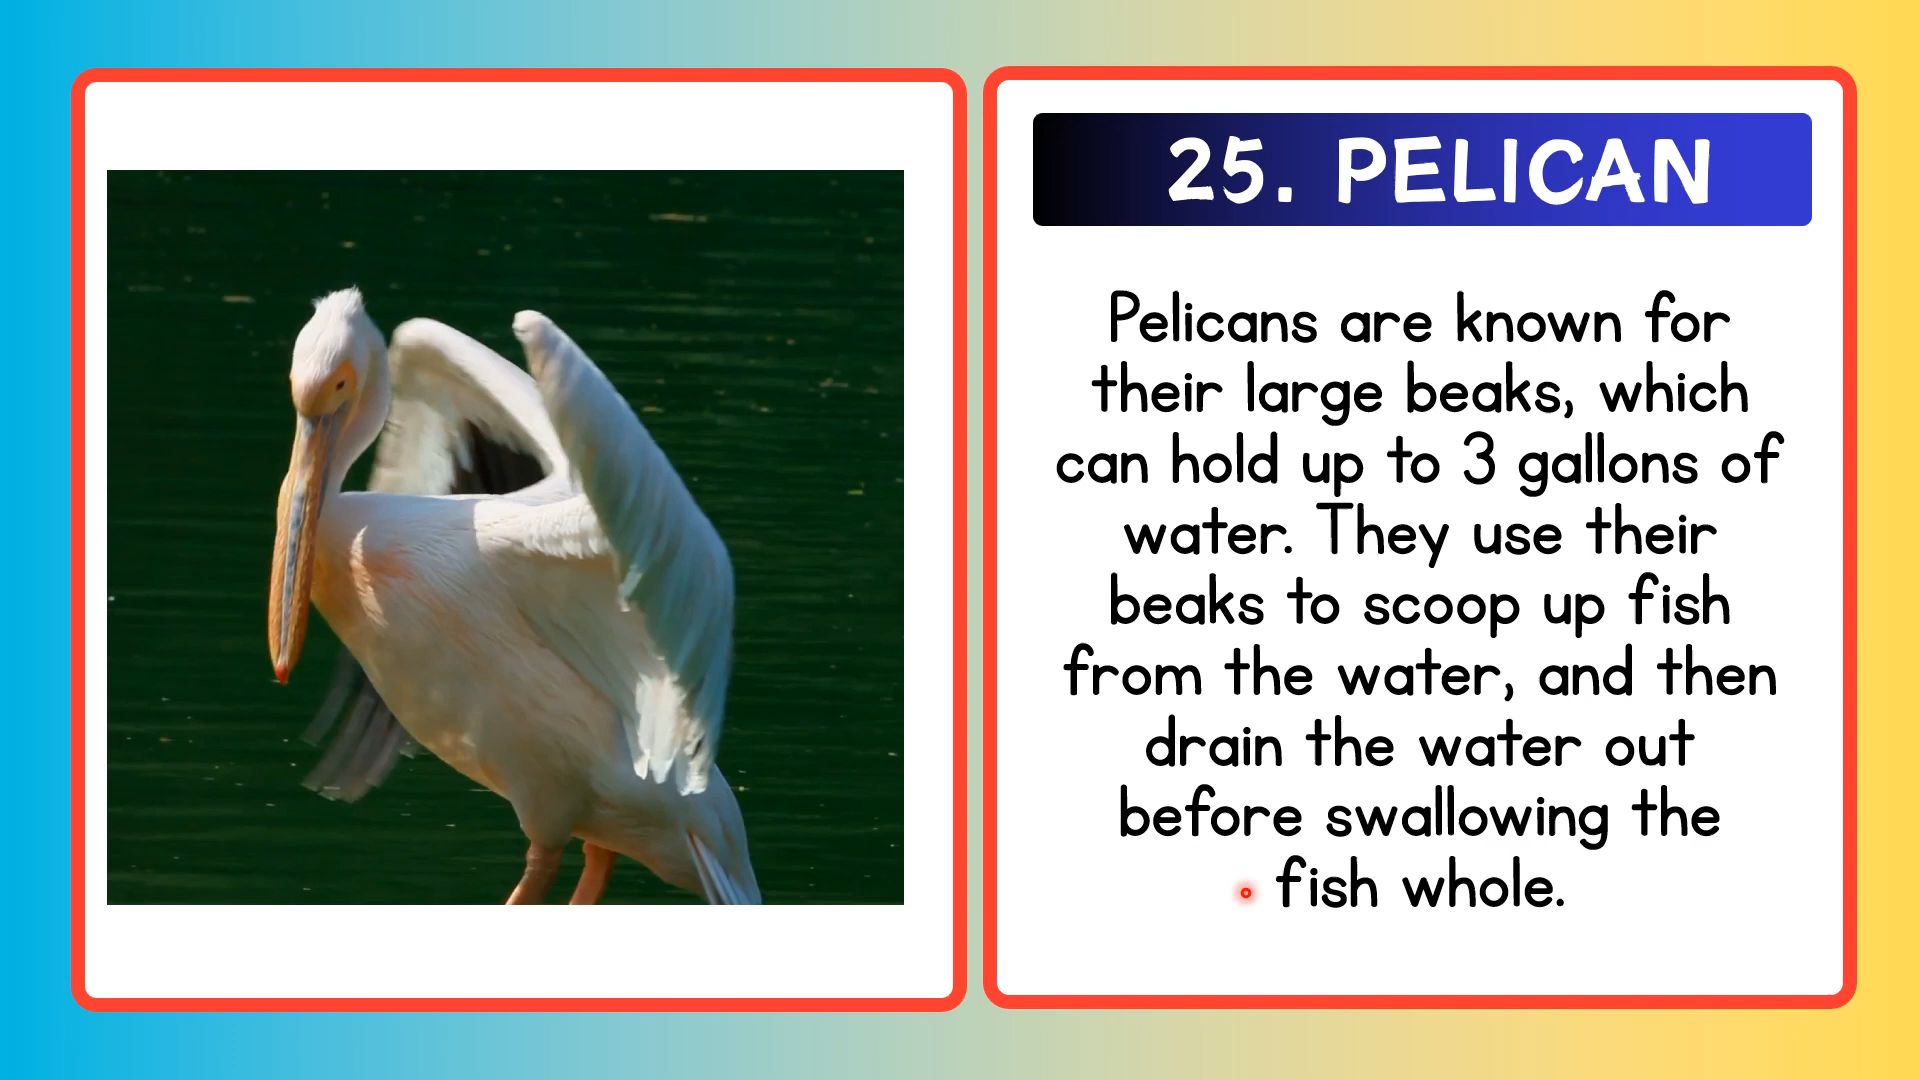 25. PELICAN
Pelicans are known for
their large beaks, which
can hold up to 3 gallons of
water. They use their
beaks to scoop up fish
from the water, and then
drain the water out
before swallowing the
fish whole.